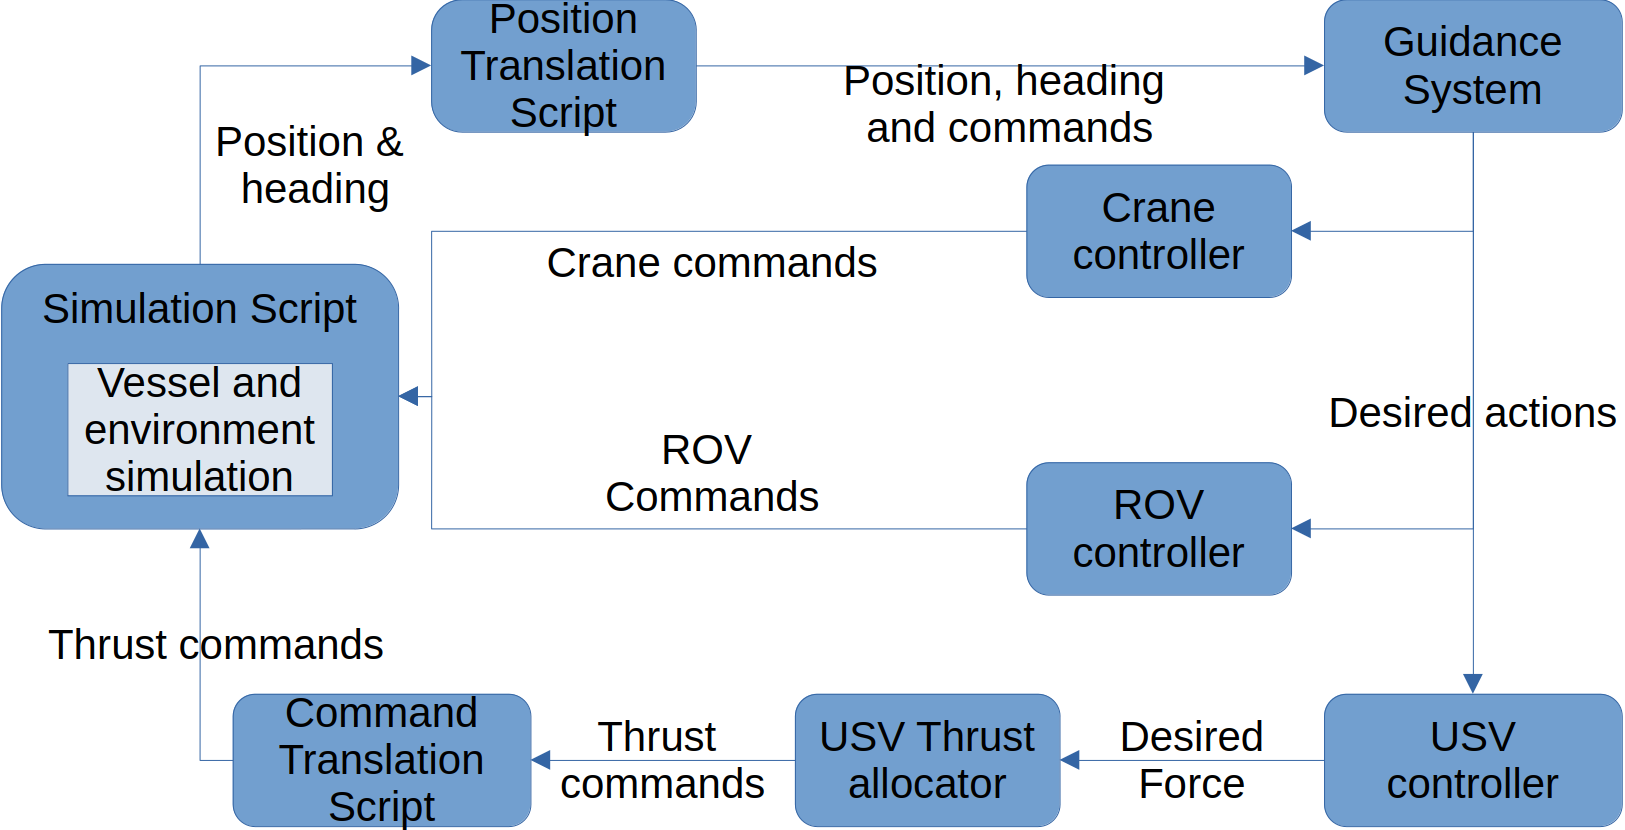 Position
Translation
Script
Guidance
System
Position, heading
and commands
Position &
heading
Crane
controller
Crane commands
Simulation Script
Vessel and
environment
simulation
Desired actions
ROV
Commands
ROV
controller
Thrust commands
Command
Translation
Script
Thrust
commands
USV Thrust
allocator
Desired
Force
USV
controller